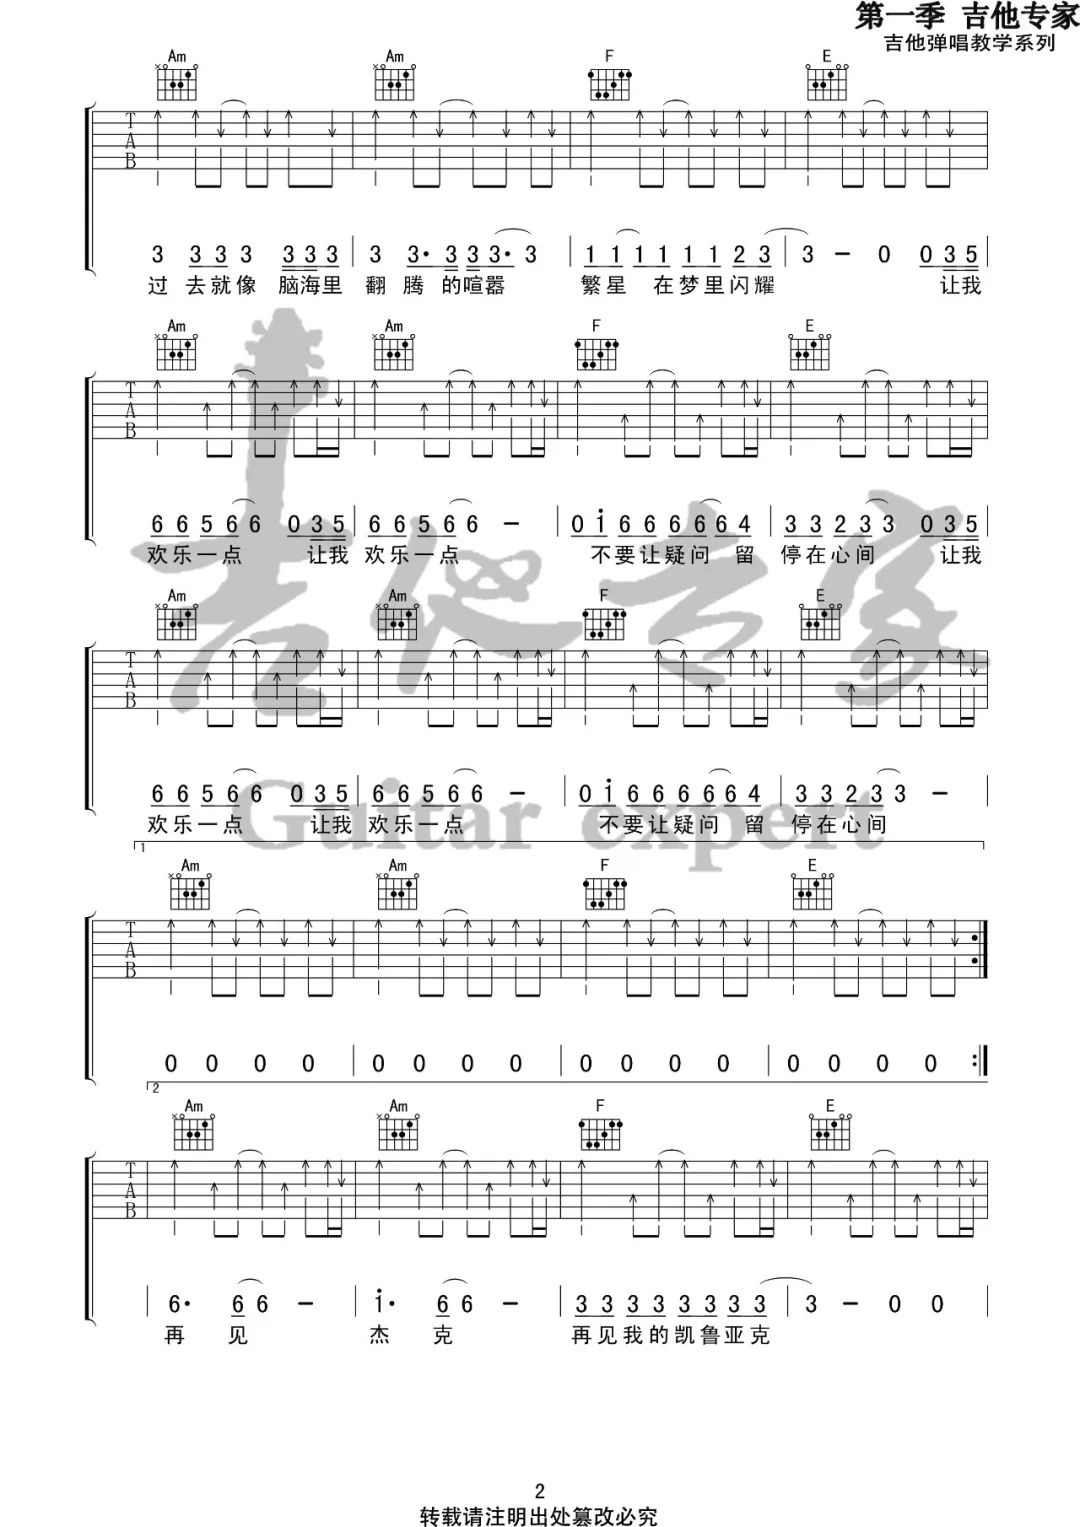 第一季 吉他专家
吉他弹唱教学系列
Am Am F E
T
A
B
3 3 3 3 3 3 3 3 3· 3 3 3· 3 1 1 1 1 1 1 2 3 3 - 0 0 3 5
过 去就像 脑海里 翻 腾 的喧嚣 繁星 在梦里闪耀 让我
Am Am F E
T
A
B
6 6 5 6 6 0 3 5 6 6 5 6 6 - 0 i 6 6 6 6 6 4 3 3 2 3 3 0 3 5
欢乐一点 让我 欢乐一点 不要让疑问 留 停在心间 让我
Am Am F E
T
A
B
6 6 5 6 6 0 3 5 6 6 5 6 6 - 0 i 6 6 6 6 6 4 3 3 2 3 3 -
欢乐一点 让我 欢乐一点 不要让疑问 留 停在心间
Guitar expert
1
Am Am F E
T
A
B
0 0 0 0 0 0 0 0 0 0 0 0 0 0 0 0
2
Am Am F E
T
A
B
6· 6 6 - i· 6 6 - 3 3 3 3 3 3 3 3 3 - 0 0
再 见 杰 克 再见我的凯鲁亚克
2
转载请注明出处篡改必究